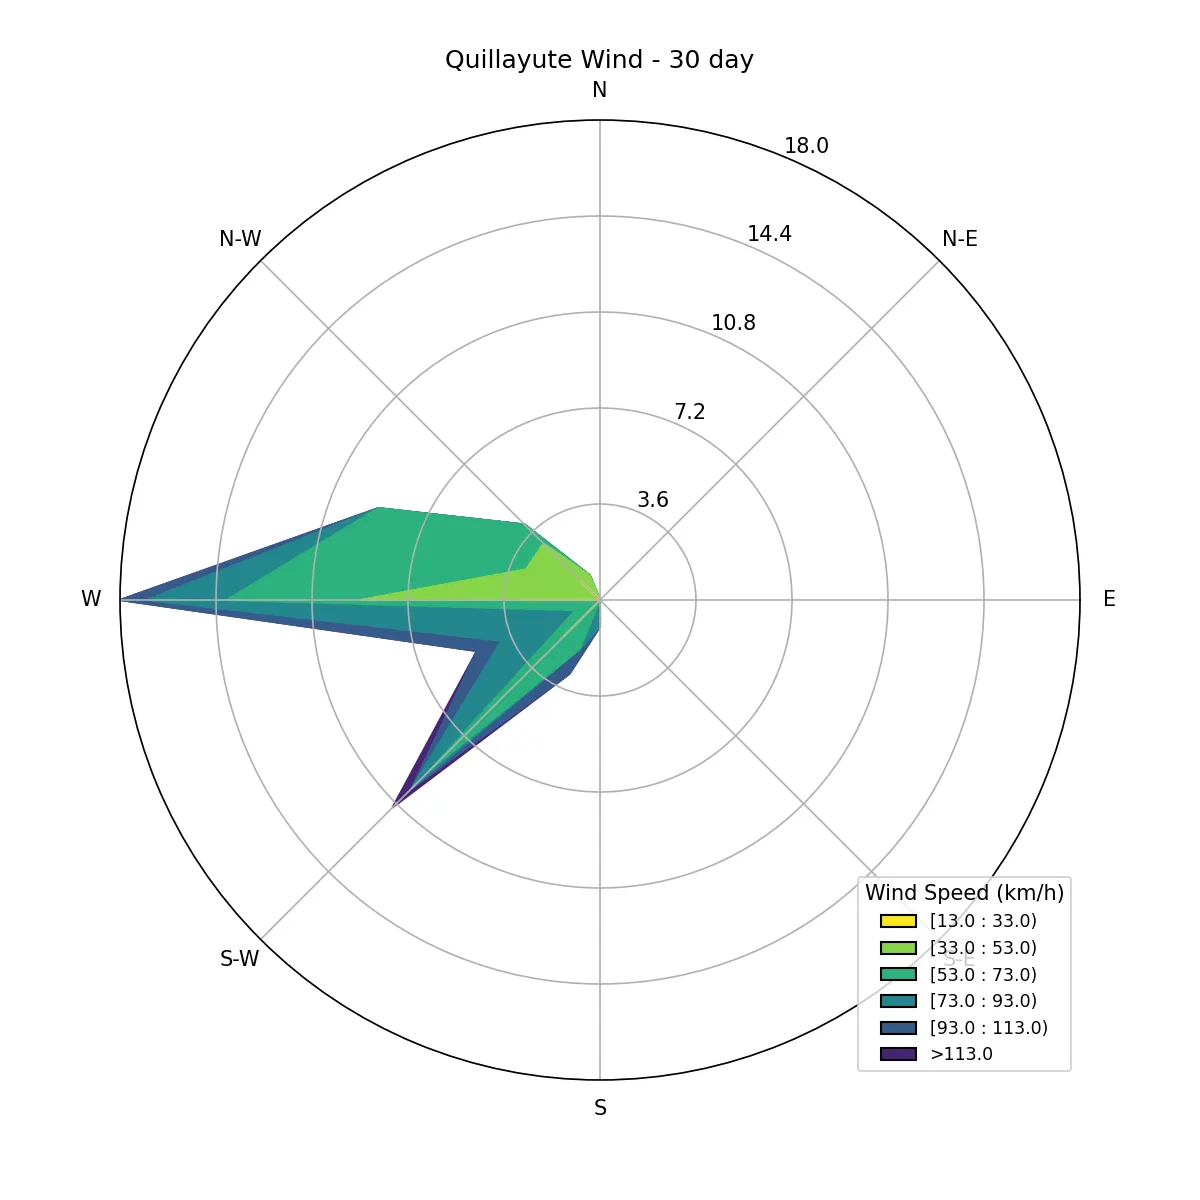 Quillayute Wind - 30 day
N
18.0
N-W
14.4
N-E
10.8
7.2
3.6
W
E
S-W
S-E
S
Wind Speed (km/h)
[13.0 : 33.0)
[33.0 : 53.0)
[53.0 : 73.0)
[73.0 : 93.0)
[93.0 : 113.0)
>113.0